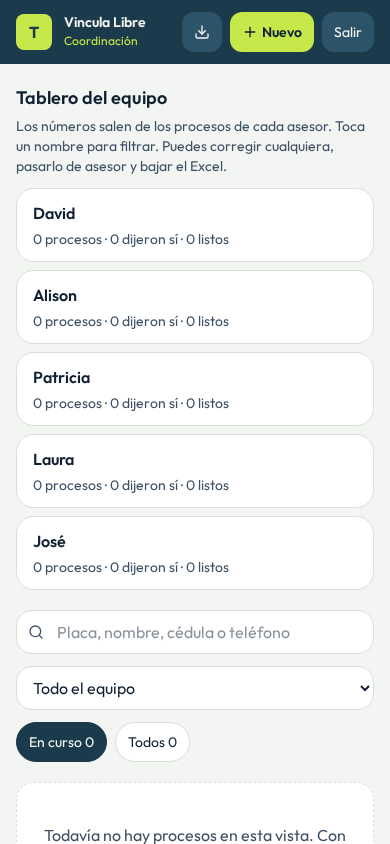 T
Vincula Libre
Coordinación
Nuevo
Salir
Tablero del equipo
Los números salen de los procesos de cada asesor. Toca
un nombre para filtrar. Puedes corregir cualquiera,
pasarlo de asesor y bajar el Excel.
David
0 procesos · 0 dijeron sí · 0 listos
Alison
0 procesos · 0 dijeron sí · 0 listos
Patricia
0 procesos · 0 dijeron sí · 0 listos
Laura
0 procesos · 0 dijeron sí · 0 listos
José
0 procesos · 0 dijeron sí · 0 listos
Placa, nombre, cédula o teléfono
Todo el equipo
En curso 0
Todos 0
Todavía no hay procesos en esta vista. Con